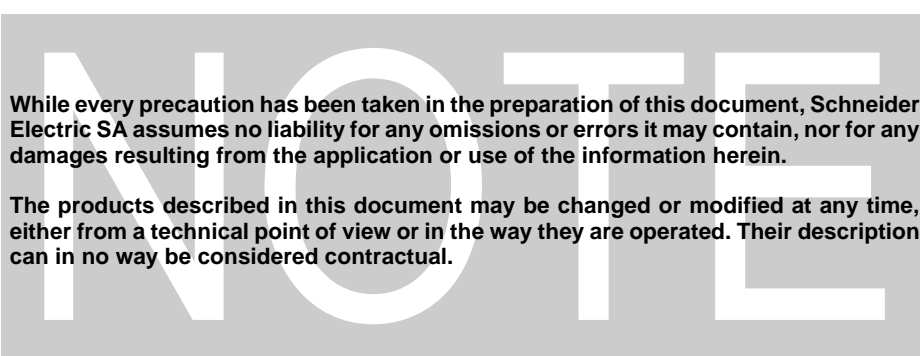 NOTE
While every precaution has been taken in the preparation of this document, Schneider
Electric SA assumes no liability for any omissions or errors it may contain, nor for any
damages resulting from the application or use of the information herein.
The products described in this document may be changed or modified at any time,
either from a technical point of view or in the way they are operated. Their description
can in no way be considered contractual.